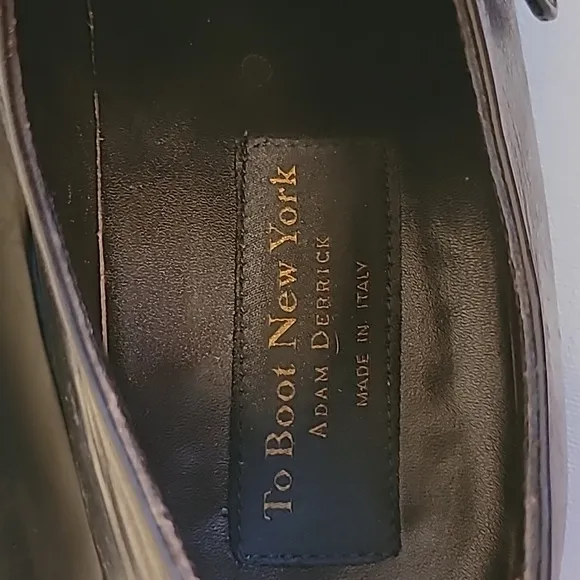 To Boot New York
ADAM DERRICK
MADE IN ITALY